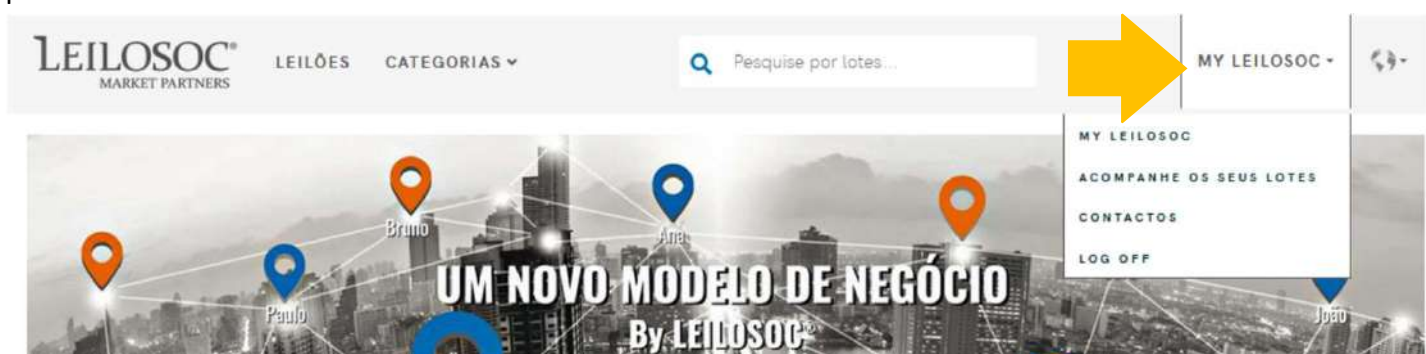 LEILOSOC®
MARKET PARTNERS
LEILÕES
CATEGORIAS
Pesquise por lotes...
MY LEILOSOC
MY LEILOSOC
ACOMPANHE OS SEUS LOTES
CONTACTOS
LOG OFF
Bruno
Ana
Paulo
João
UM NOVO MODELO DE NEGÓCIO
By LEILOSOC®